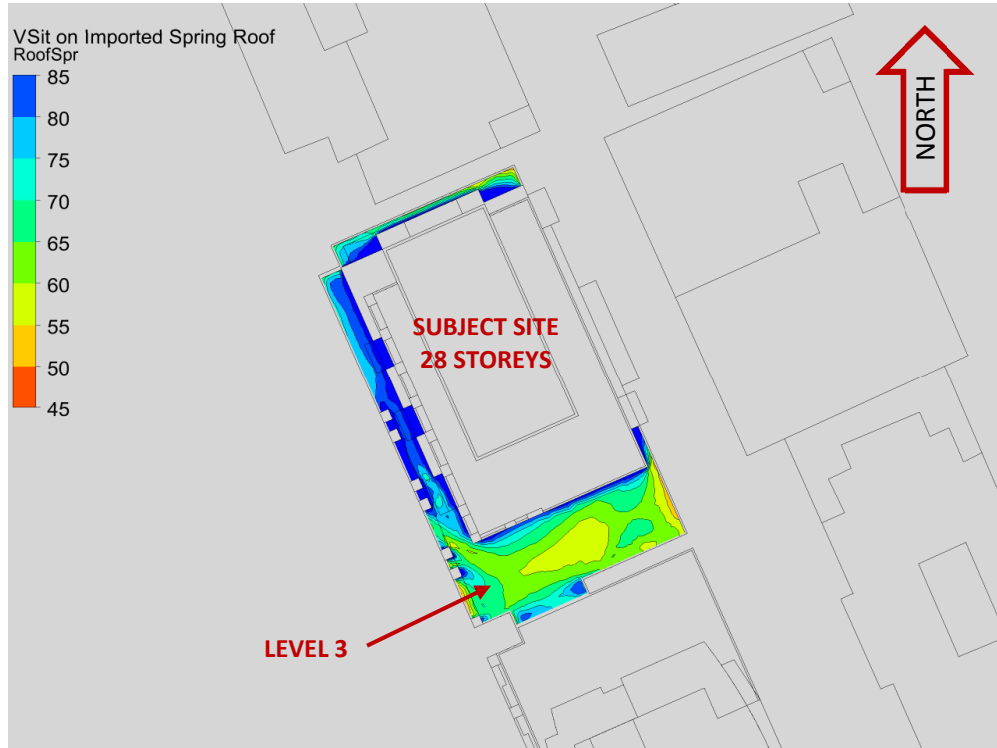 VSit on Imported Spring Roof
RoofSpr
85
80
75
70
65
60
55
50
45
NORTH
SUBJECT SITE
28 STOREYS
LEVEL 3